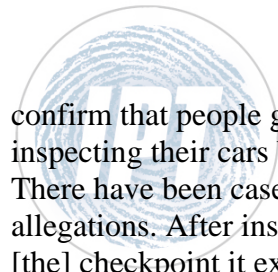 IPT
confirm that people g
inspecting their cars
There have been case
allegations. After ins
[the] checkpoint it ex